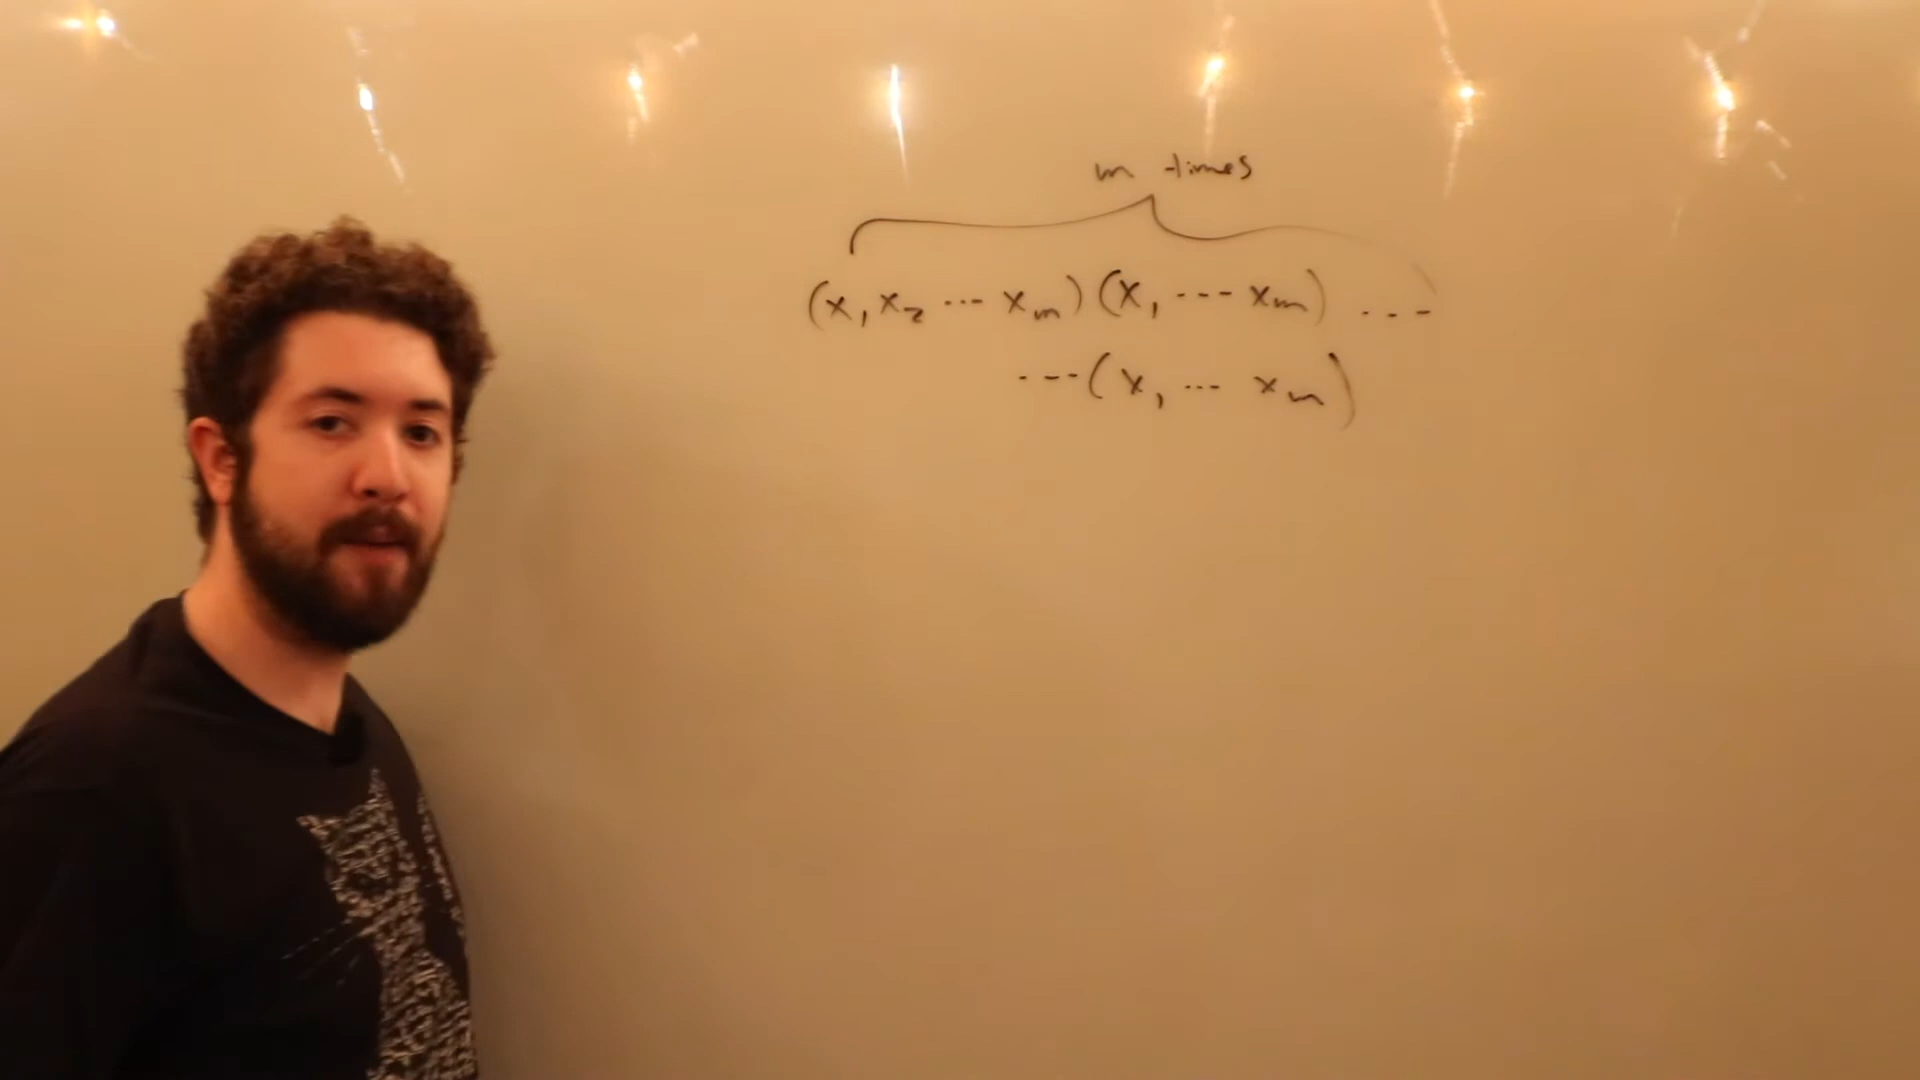 m times
(x₁ x₂ ... xₘ)(x₁ --- xₘ) ...
---(x₁ ... xₘ)